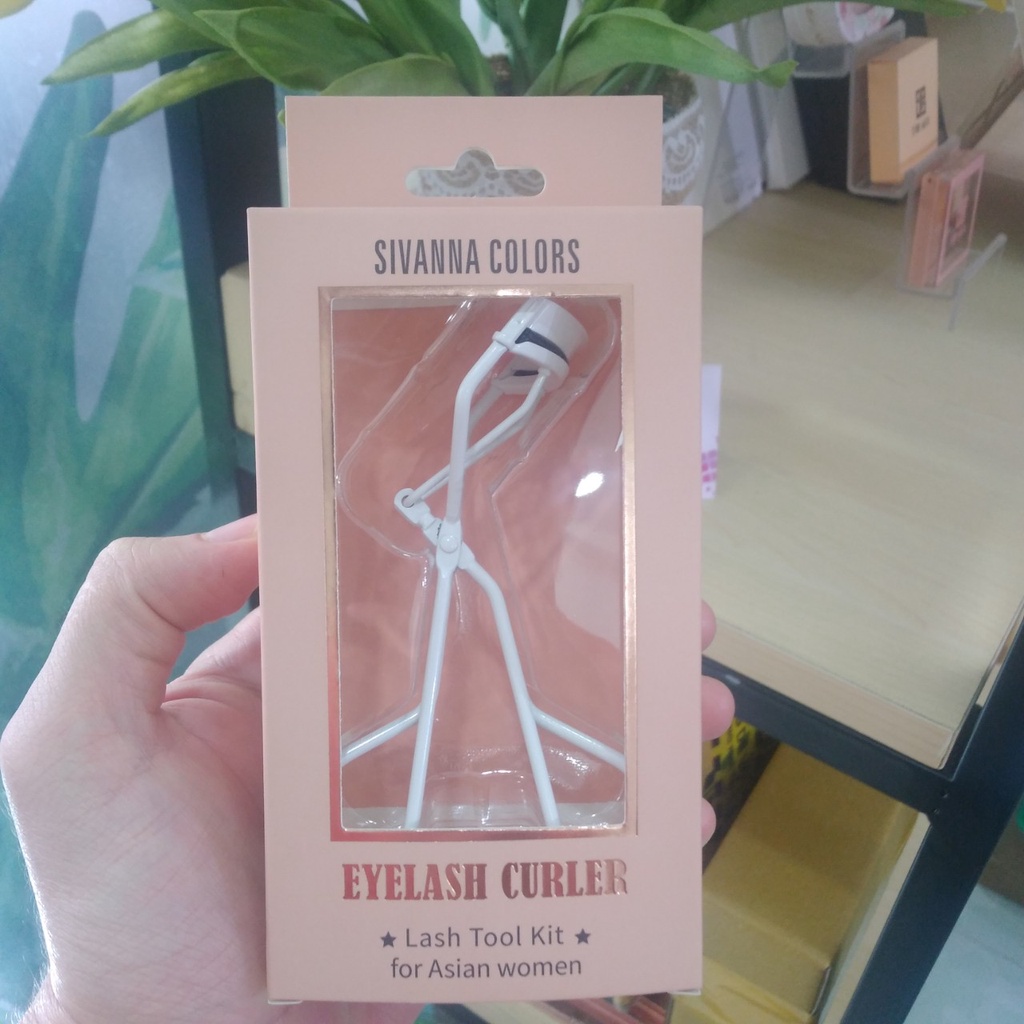 SIVANNA COLORS
EYELASH CURLER
★ Lash Tool Kit ★
for Asian women